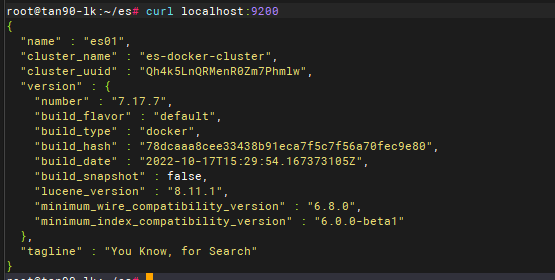 root@tan90-lk:~/es# curl localhost:9200
{
  "name" : "es01",
  "cluster_name" : "es-docker-cluster",
  "cluster_uuid" : "Qh4k5LnQRMenR0Zm7Phmlw",
  "version" : {
    "number" : "7.17.7",
    "build_flavor" : "default",
    "build_type" : "docker",
    "build_hash" : "78dcaaa8cee33438b91eca7f5c7f56a70fec9e80",
    "build_date" : "2022-10-17T15:29:54.167373105Z",
    "build_snapshot" : false,
    "lucene_version" : "8.11.1",
    "minimum_wire_compatibility_version" : "6.8.0",
    "minimum_index_compatibility_version" : "6.0.0-beta1"
  },
  "tagline" : "You Know, for Search"
}
root@tan90-lk:~/es#